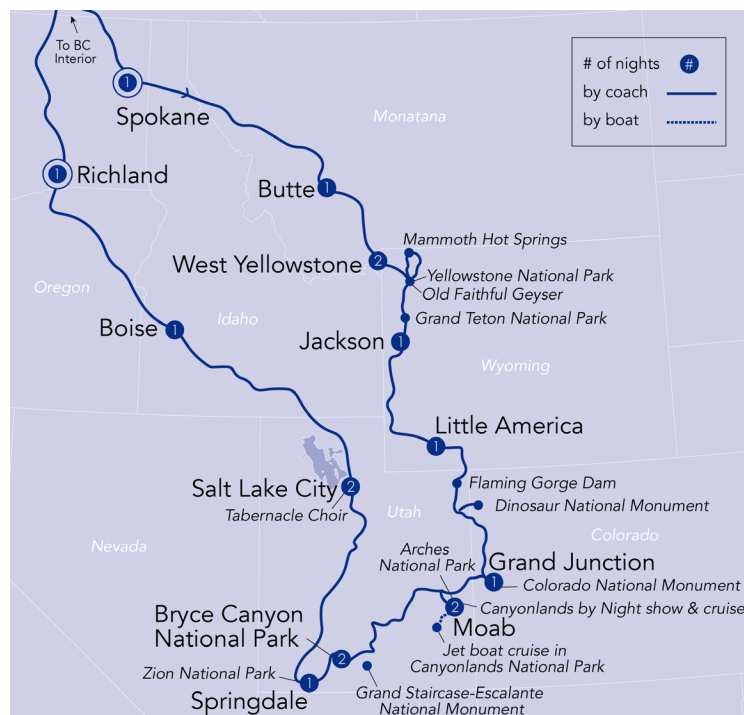 To BC
Interior
# of nights
#
by coach
by boat
1
Spokane
Monatana
1
Richland
Butte
1
Mammoth Hot Springs
West Yellowstone
2
Yellowstone National Park
Old Faithful Geyser
Oregon
Idaho
Grand Teton National Park
Boise
1
Jackson
1
Wyoming
Little America
1
Salt Lake City
2
Tabernacle Choir
Flaming Gorge Dam
Dinosaur National Monument
Utah
Colorado
Nevada
Arches
National Park
Grand Junction
1
Colorado National Monument
2
Canyonlands by Night show & cruise
Moab
Jet boat cruise in
Canyonlands National Park
Bryce Canyon
National Park
2
Zion National Park
1
Springdale
Grand Staircase-Escalante
National Monument